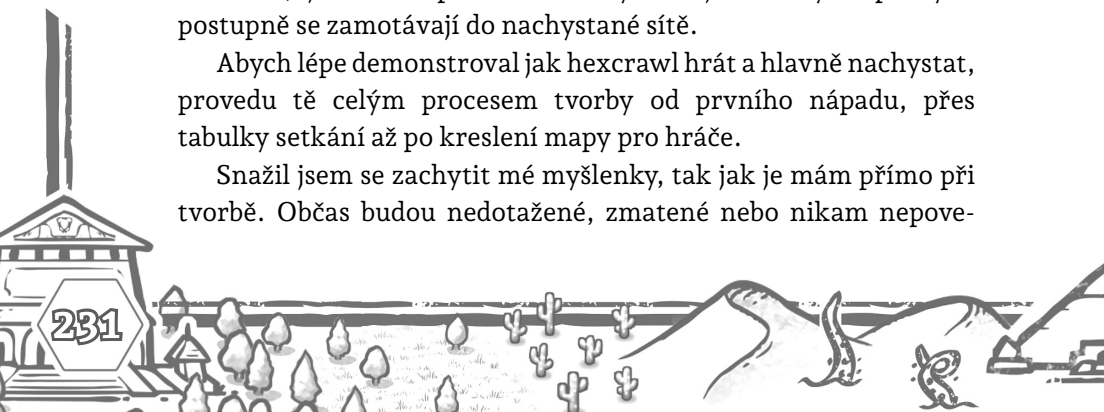 postupně se zamotávají do nachystané sítě.
Abych lépe demonstroval jak hexcrawl hrát a hlavně nachystat,
provedu tě celým procesem tvorby od prvního nápadu, přes
tabulky setkání až po kreslení mapy pro hráče.
Snažil jsem se zachytit mé myšlenky, tak jak je mám přímo při
tvorbě. Občas budou nedotažené, zmatené nebo nikam nepove-
231